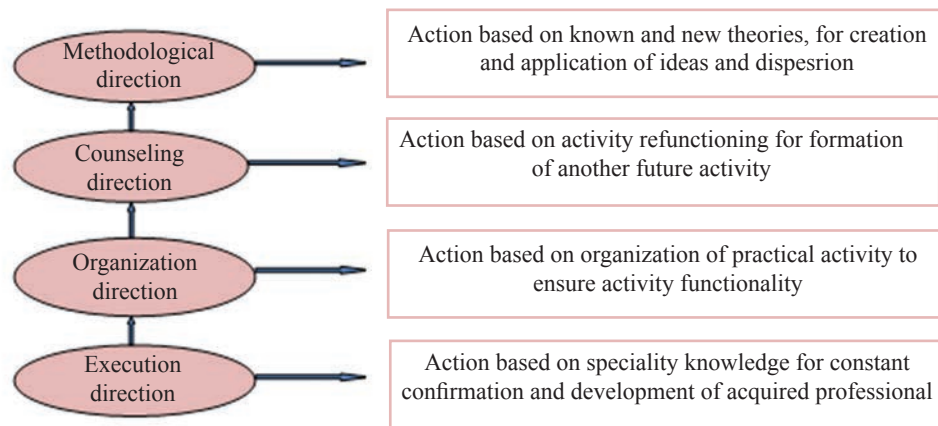 Methodological
direction
Action based on known and new theories, for creation
and application of ideas and dispesrion
Counseling
direction
Action based on activity refunctioning for formation
of another future activity
Organization
direction
Action based on organization of practical activity to
ensure activity functionality
Execution
direction
Action based on speciality knowledge for constant
confirmation and development of acquired professional